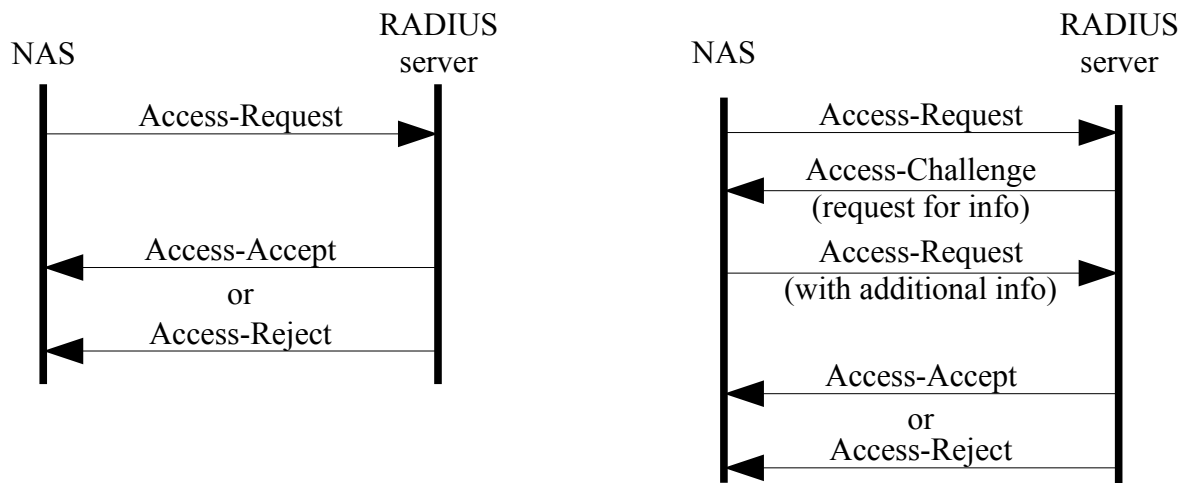 NAS
RADIUS
server
Access-Request
Access-Accept
or
Access-Reject
NAS
RADIUS
server
Access-Request
Access-Challenge
(request for info)
Access-Request
(with additional info)
Access-Accept
or
Access-Reject